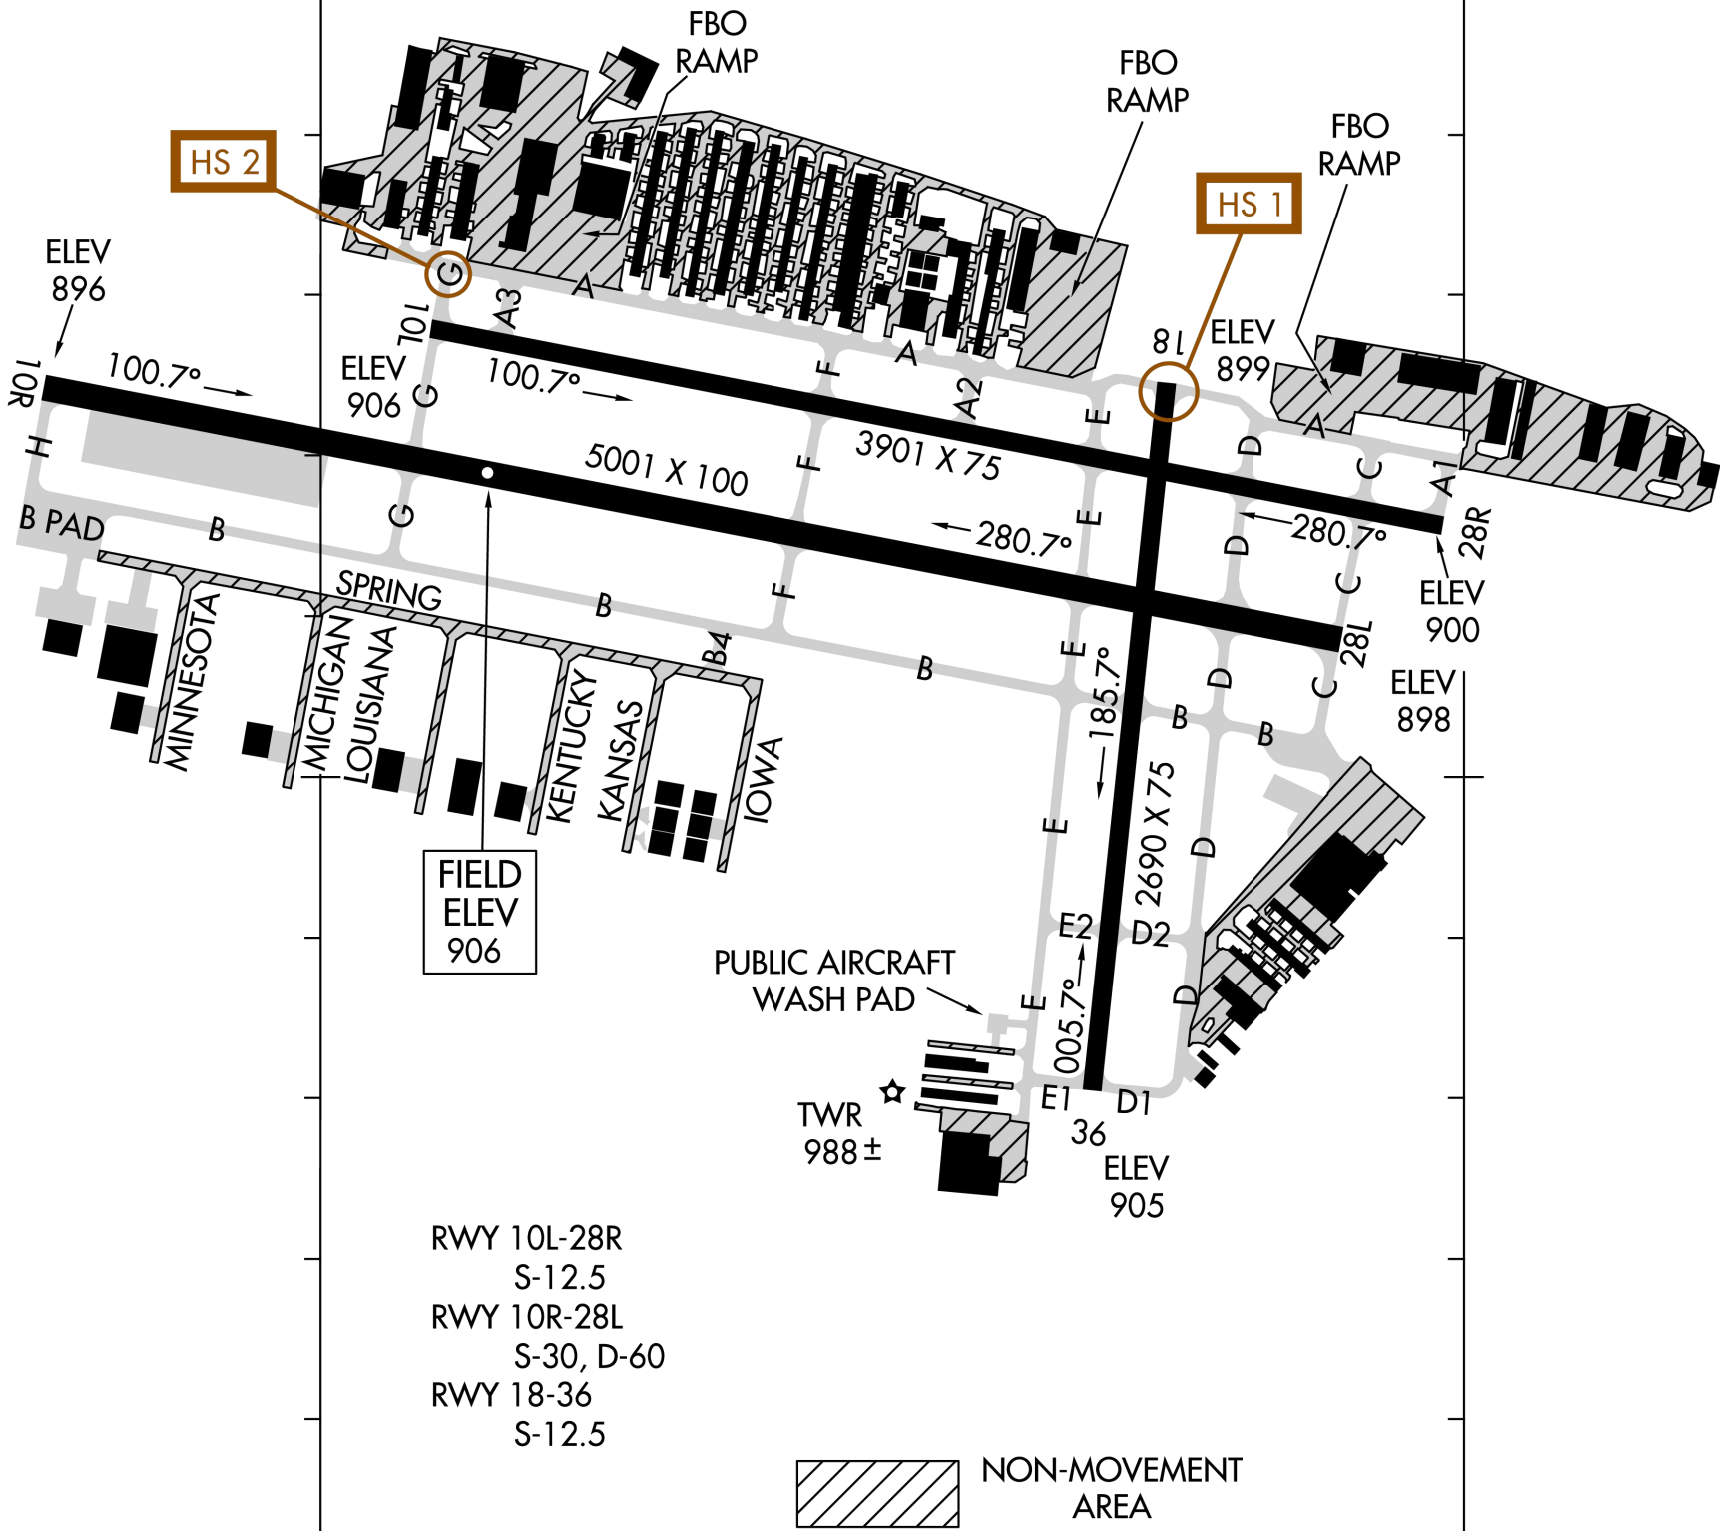 FBO
RAMP
FBO
RAMP
FBO
RAMP
HS 2
HS 1
ELEV
896
G
A3
A
10L
10R
100.7°
ELEV
906
G
100.7°
F
A
A2
E
18
ELEV
899
D
A
C
A1
H
5001 X 100
F
3901 X 75
E
280.7°
D
280.7°
28R
B PAD
B
G
SPRING
B
F
C
ELEV
900
28L
MINNESOTA
MICHIGAN
LOUISIANA
KENTUCKY
KANSAS
IOWA
B4
B
E
185.7°
B
D
B
C
ELEV
898
E
2690 X 75
D
FIELD
ELEV
906
E2
D2
PUBLIC AIRCRAFT
WASH PAD
E
005.7°
D
E1
D1
36
TWR
988±
ELEV
905
RWY 10L-28R
S-12.5
RWY 10R-28L
S-30, D-60
RWY 18-36
S-12.5
NON-MOVEMENT
AREA